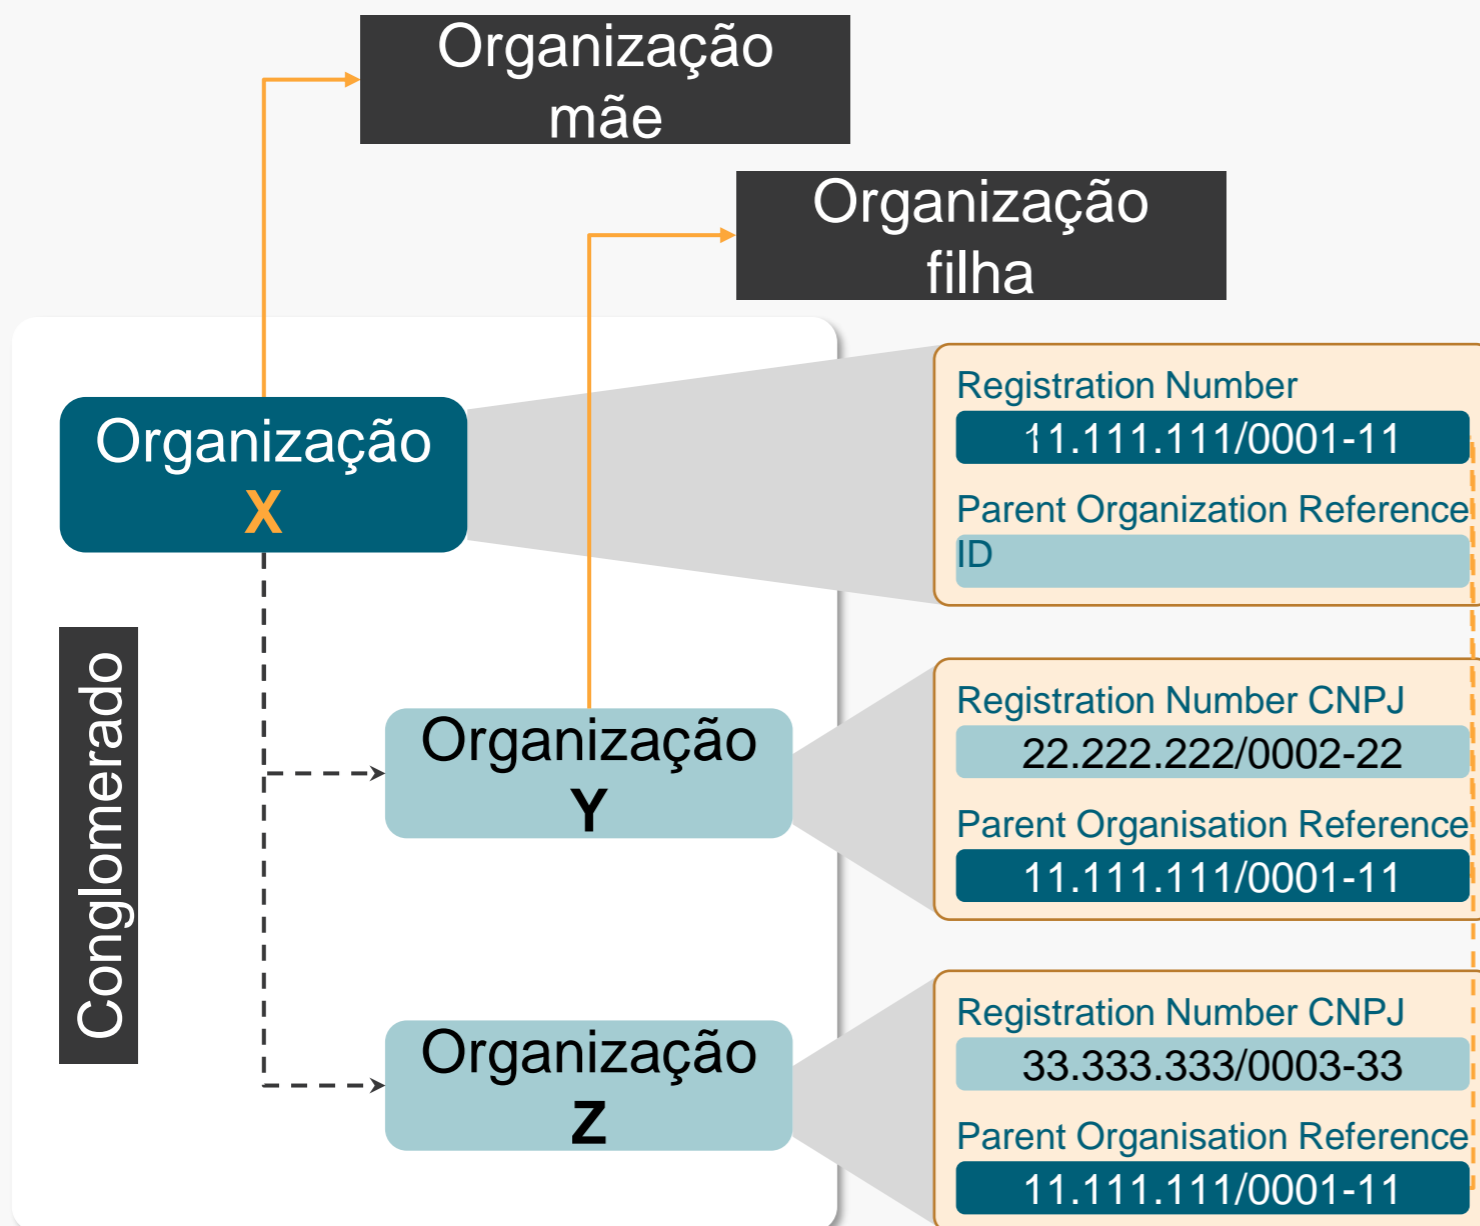 Organização
mãe
Organização
filha
Organização
X
Conglomerado
Organização
Y
Organização
Z
Registration Number
11.111.111/0001-11
Parent Organization Reference
ID
Registration Number CNPJ
22.222.222/0002-22
Parent Organisation Reference
11.111.111/0001-11
Registration Number CNPJ
33.333.333/0003-33
Parent Organisation Reference
11.111.111/0001-11